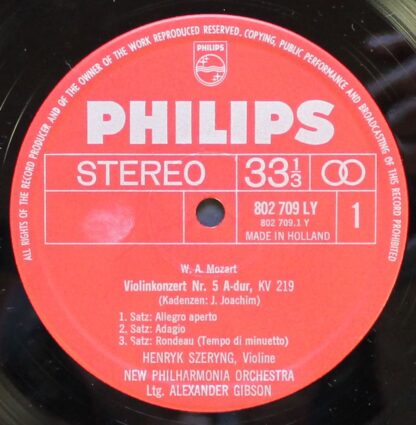 ALL RIGHTS OF THE RECORD PRODUCER AND OF THE OWNER OF THE WORK REPRODUCED RESERVED. COPYING, PUBLIC PERFORMANCE AND BROADCASTING OF THIS RECORD PROHIBITED
PHILIPS
PHILIPS
STEREO 33 1/3
802 709 LY
802 709.1 Y
MADE IN HOLLAND
1
W. A. Mozart
Violinkonzert Nr. 5 A-dur, KV 219
(Kadenzen: J. Joachim)
1. Satz: Allegro aperto
2. Satz: Adagio
3. Satz: Rondeau (Tempo di minuetto)
HENRYK SZERYNG, Violine
NEW PHILHARMONIA ORCHESTRA
Ltg. ALEXANDER GIBSON